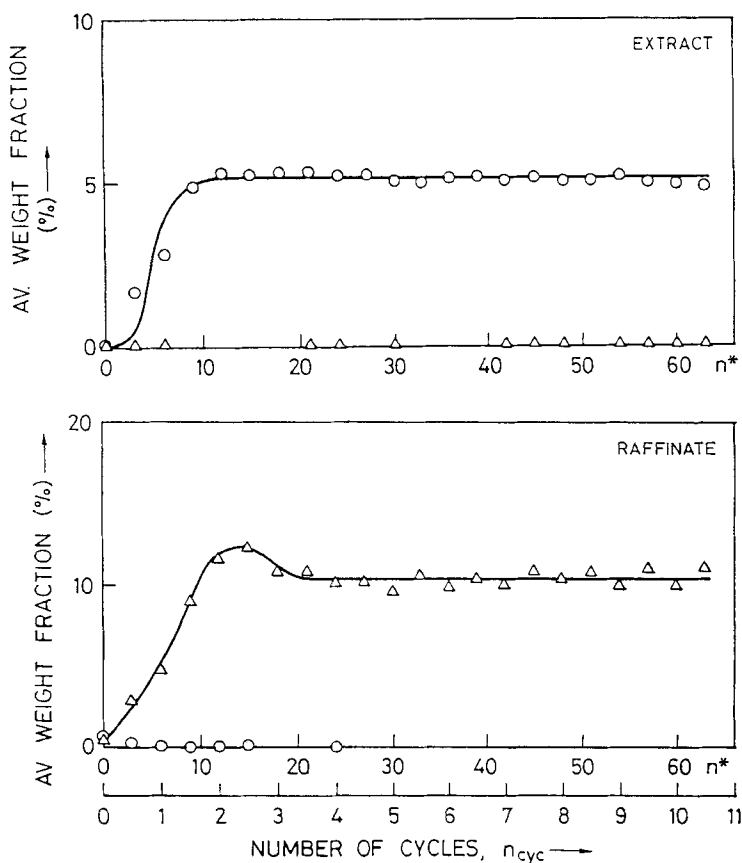 10
EXTRACT
AV. WEIGHT FRACTION
(%)
5
0
0 10 20 30 40 50 60 n*
20
RAFFINATE
AV WEIGHT FRACTION (%)
10
0
0 10 20 30 40 50 60 n*
0 1 2 3 4 5 6 7 8 9 10 11
NUMBER OF CYCLES, n_cyc